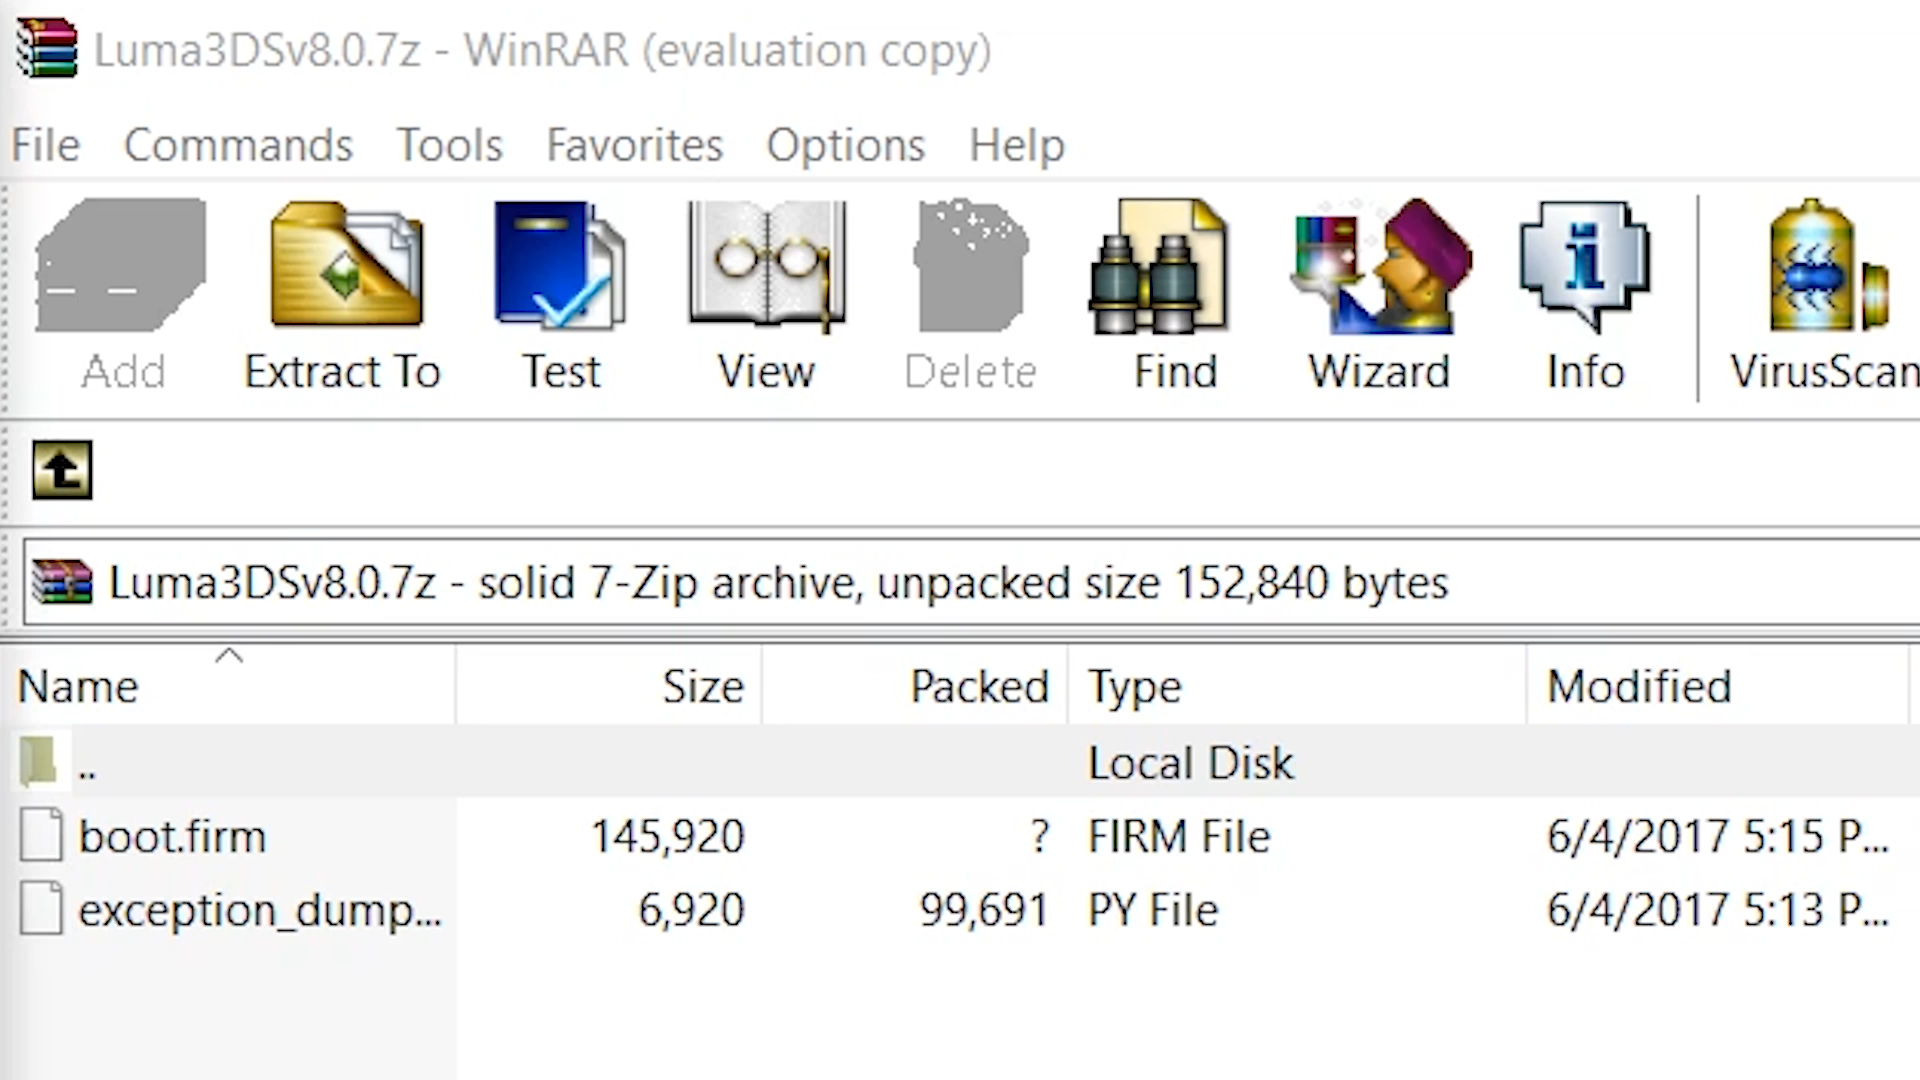 Luma3DSv8.0.7z - WinRAR (evaluation copy)
File Commands Tools Favorites Options Help
Add Extract To Test View Delete Find Wizard Info VirusScan
Luma3DSv8.0.7z - solid 7-Zip archive, unpacked size 152,840 bytes
Name Size Packed Type Modified
.. Local Disk
boot.firm 145,920 ? FIRM File 6/4/2017 5:15 P...
exception_dump... 6,920 99,691 PY File 6/4/2017 5:13 P...